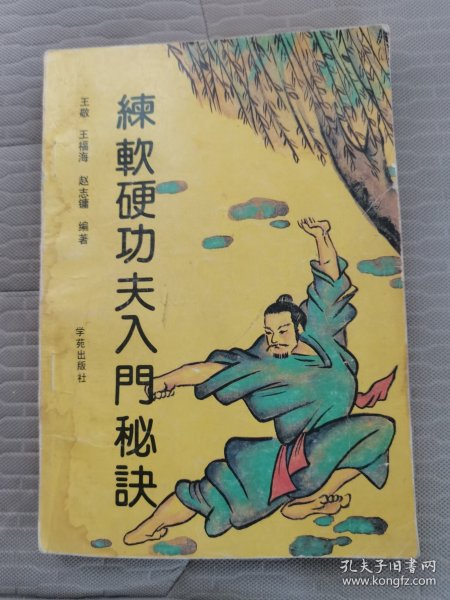 練軟硬功夫入門秘訣
王敬 王福海 赵志镛 编著
学苑出版社
孔夫子旧书网
www.kongfz.com